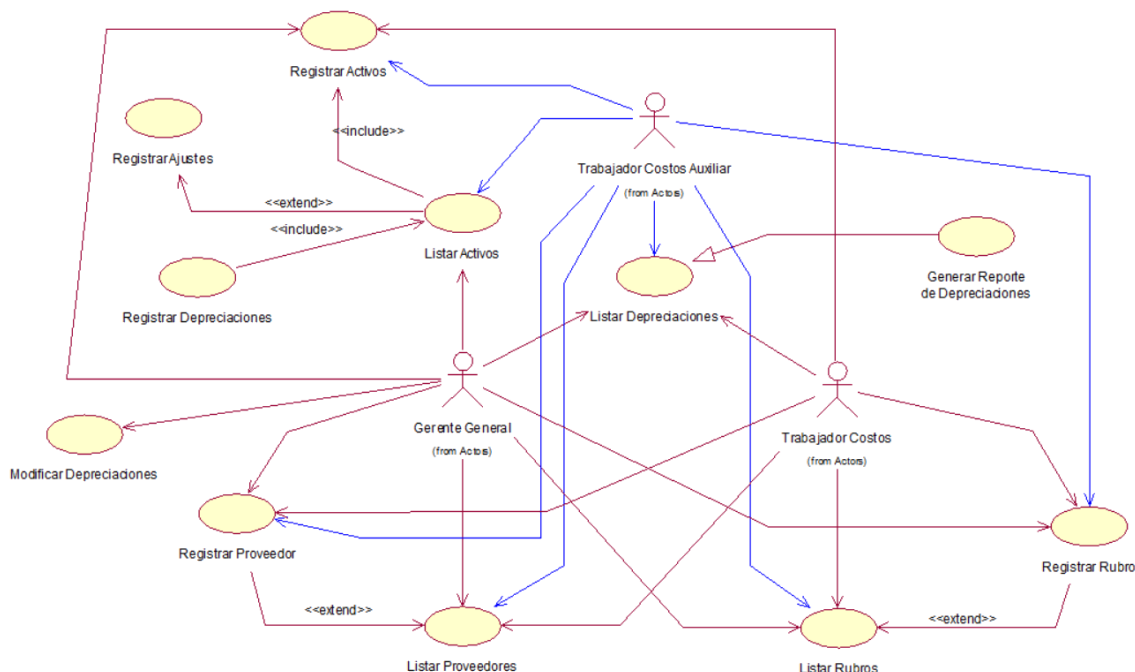 Registrar Activos
<<include>>
Registrar Ajustes
Trabajador Costos Auxiliar
(from Actors)
<<extend>>
<<include>>
Listar Activos
Generar Reporte
de Depreciaciones
Registrar Depreciaciones
Listar Depreciaciones
Gerente General
(from Actors)
Trabajador Costos
(from Actors)
Modificar Depreciaciones
Registrar Proveedor
Registrar Rubro
<<extend>>
<<extend>>
Listar Proveedores
Listar Rubros